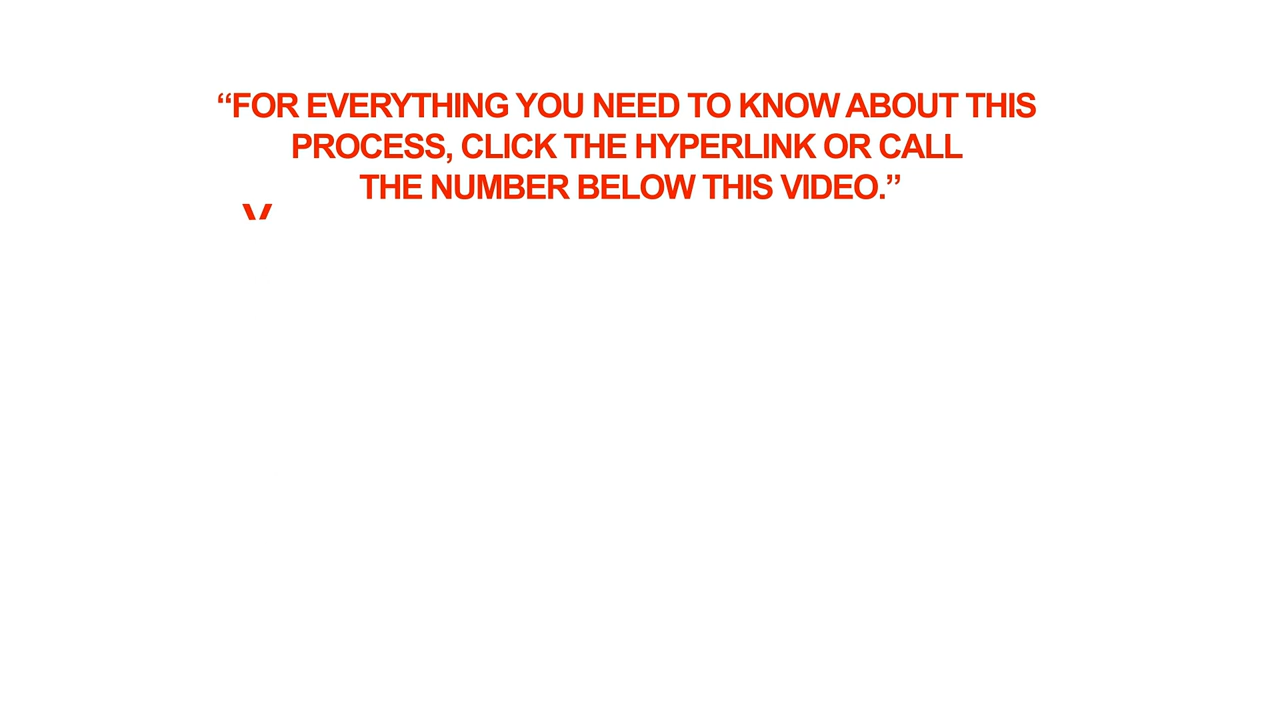 “FOR EVERYTHING YOU NEED TO KNOW ABOUT THIS
PROCESS, CLICK THE HYPERLINK OR CALL
THE NUMBER BELOW THIS VIDEO.”